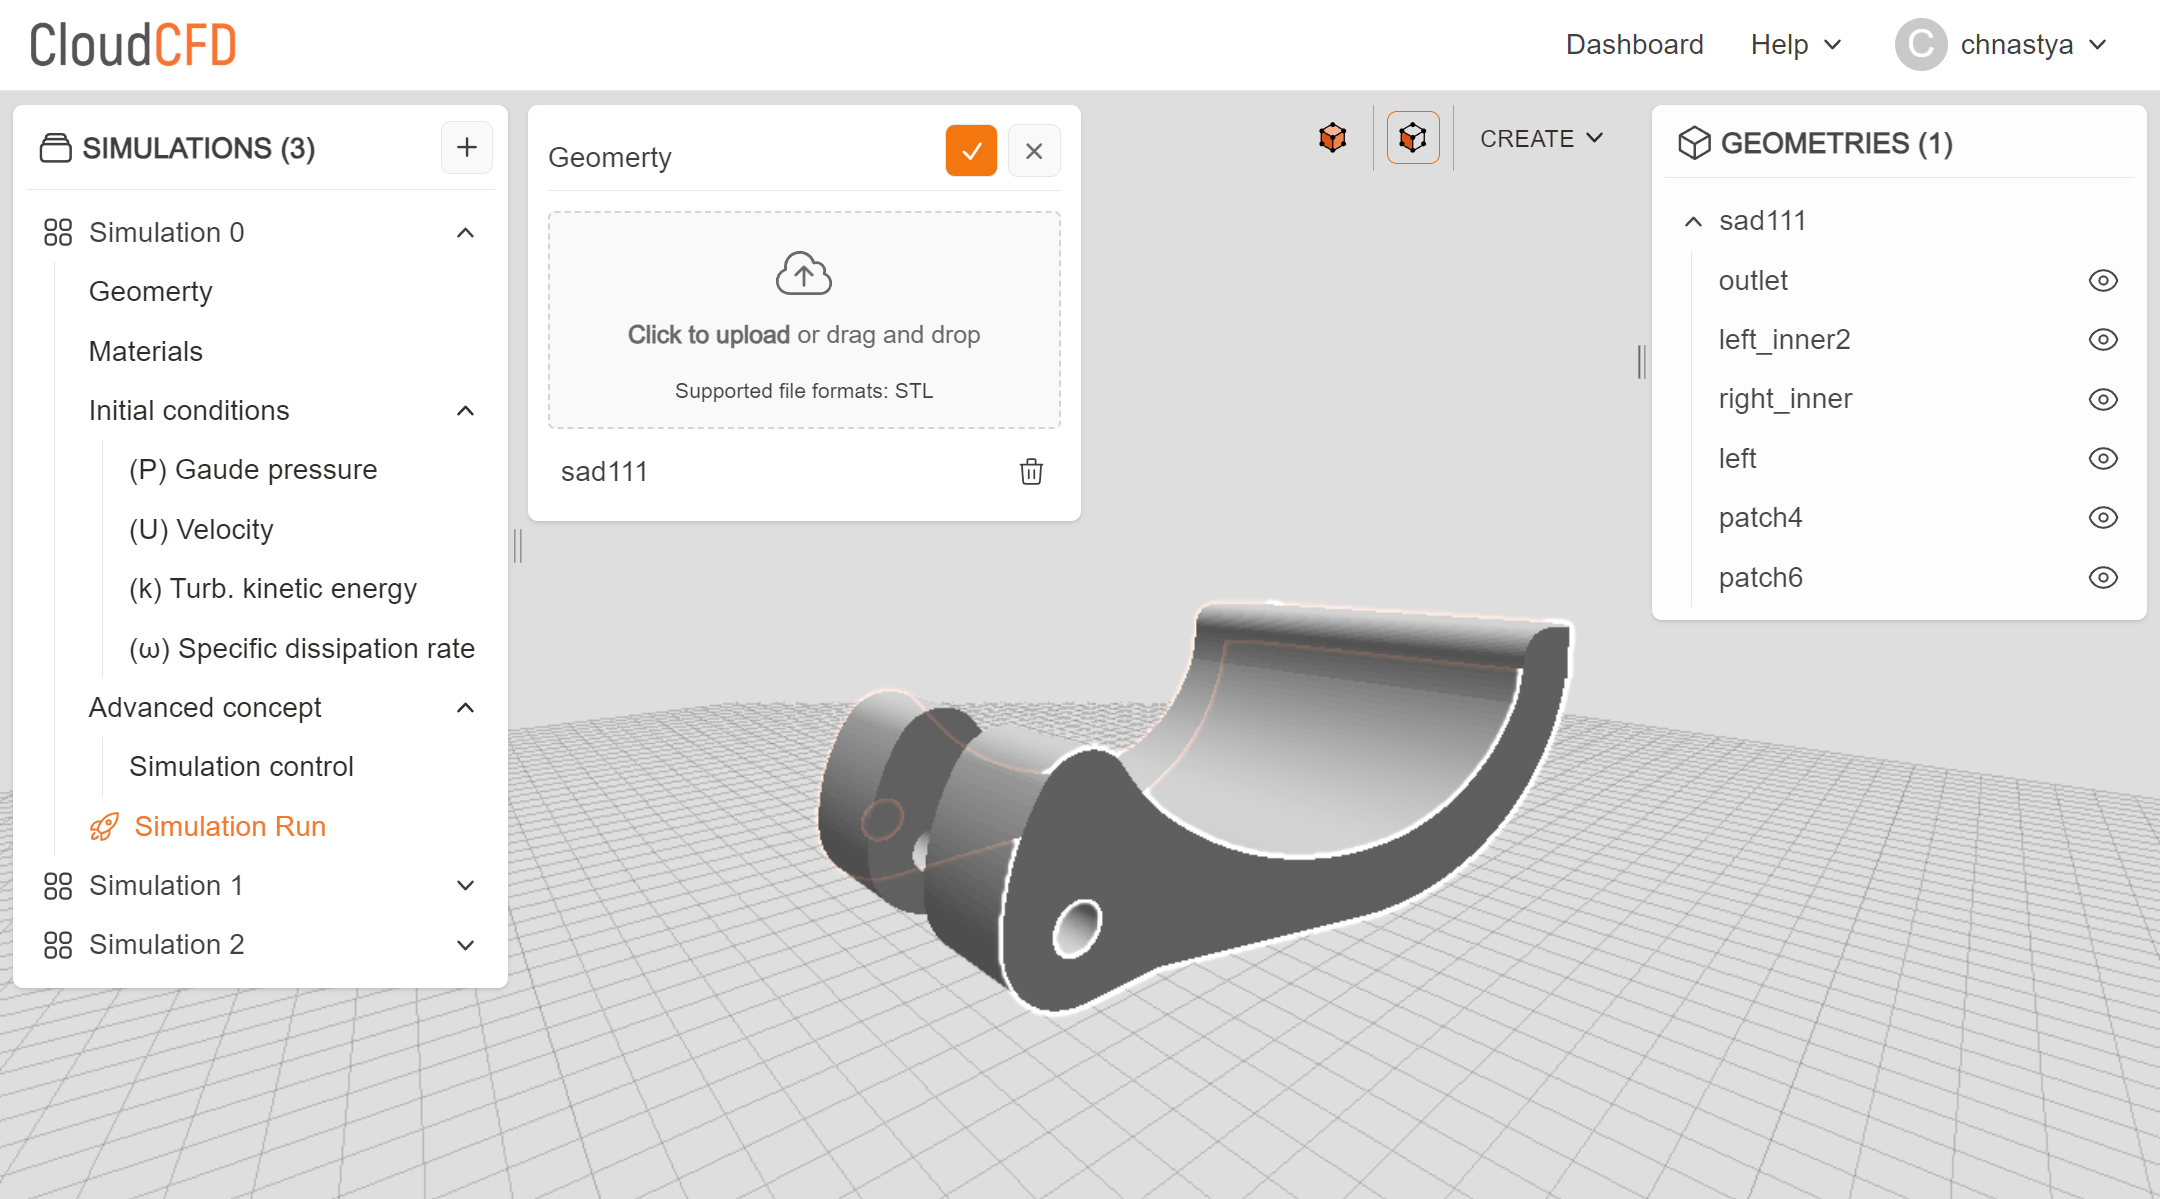 CloudCFD
Dashboard
Help
C
chnastya
SIMULATIONS (3)
Simulation 0
Geomerty
Materials
Initial conditions
(P) Gaude pressure
(U) Velocity
(k) Turb. kinetic energy
(ω) Specific dissipation rate
Advanced concept
Simulation control
Simulation Run
Simulation 1
Simulation 2
Geomerty
Click to upload or drag and drop
Supported file formats: STL
sad111
CREATE
GEOMETRIES (1)
sad111
outlet
left_inner2
right_inner
left
patch4
patch6